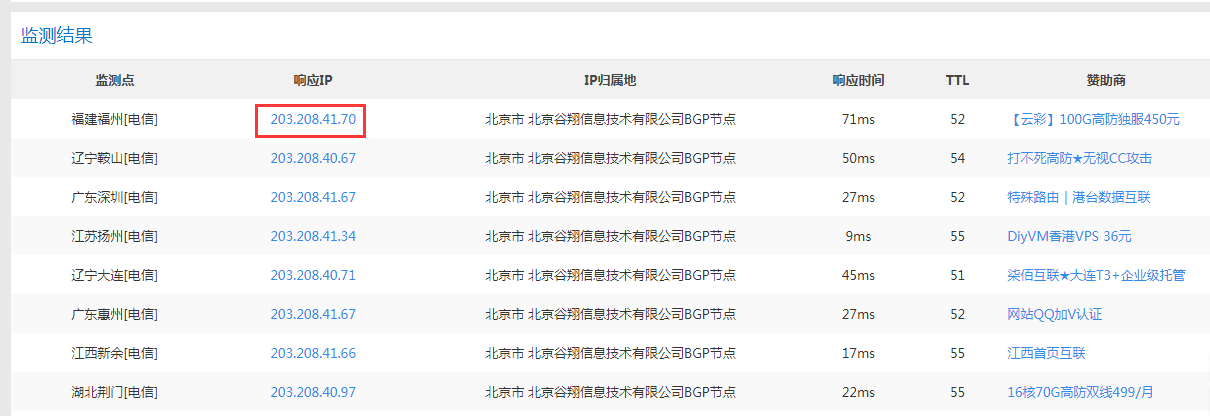 监测结果
监测点 响应IP IP归属地 响应时间 TTL 赞助商
福建福州[电信] 203.208.41.70 北京市 北京谷翔信息技术有限公司BGP节点 71ms 52 【云彩】100G高防独服450元
辽宁鞍山[电信] 203.208.40.67 北京市 北京谷翔信息技术有限公司BGP节点 50ms 54 打不死高防★无视CC攻击
广东深圳[电信] 203.208.41.67 北京市 北京谷翔信息技术有限公司BGP节点 27ms 52 特殊路由｜港台数据互联
江苏扬州[电信] 203.208.41.34 北京市 北京谷翔信息技术有限公司BGP节点 9ms 55 DiyVM香港VPS 36元
辽宁大连[电信] 203.208.40.71 北京市 北京谷翔信息技术有限公司BGP节点 45ms 51 柒佰互联★大连T3+企业级托管
广东惠州[电信] 203.208.41.67 北京市 北京谷翔信息技术有限公司BGP节点 27ms 52 网站QQ加V认证
江西新余[电信] 203.208.41.66 北京市 北京谷翔信息技术有限公司BGP节点 17ms 55 江西首页互联
湖北荆门[电信] 203.208.40.97 北京市 北京谷翔信息技术有限公司BGP节点 22ms 55 16核70G高防双线499/月